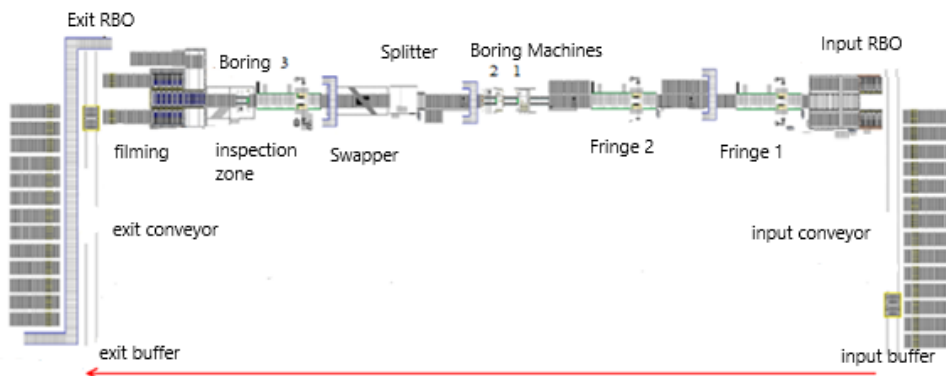 Exit RBO
Boring 3
Splitter
Boring Machines
2 1
Input RBO
filming
inspection
zone
Swapper
Fringe 2
Fringe 1
exit conveyor
input conveyor
exit buffer
input buffer